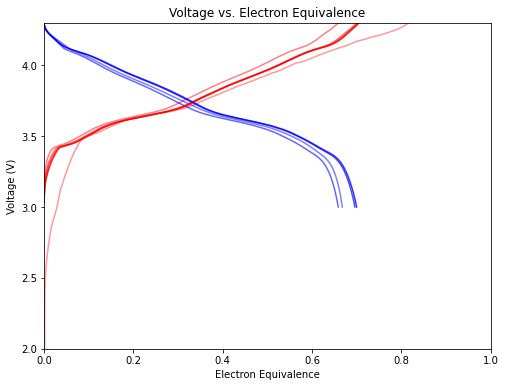 Voltage vs. Electron Equivalence
4.0
3.5
3.0
2.5
2.0
Voltage (V)
0.0 0.2 0.4 0.6 0.8 1.0
Electron Equivalence